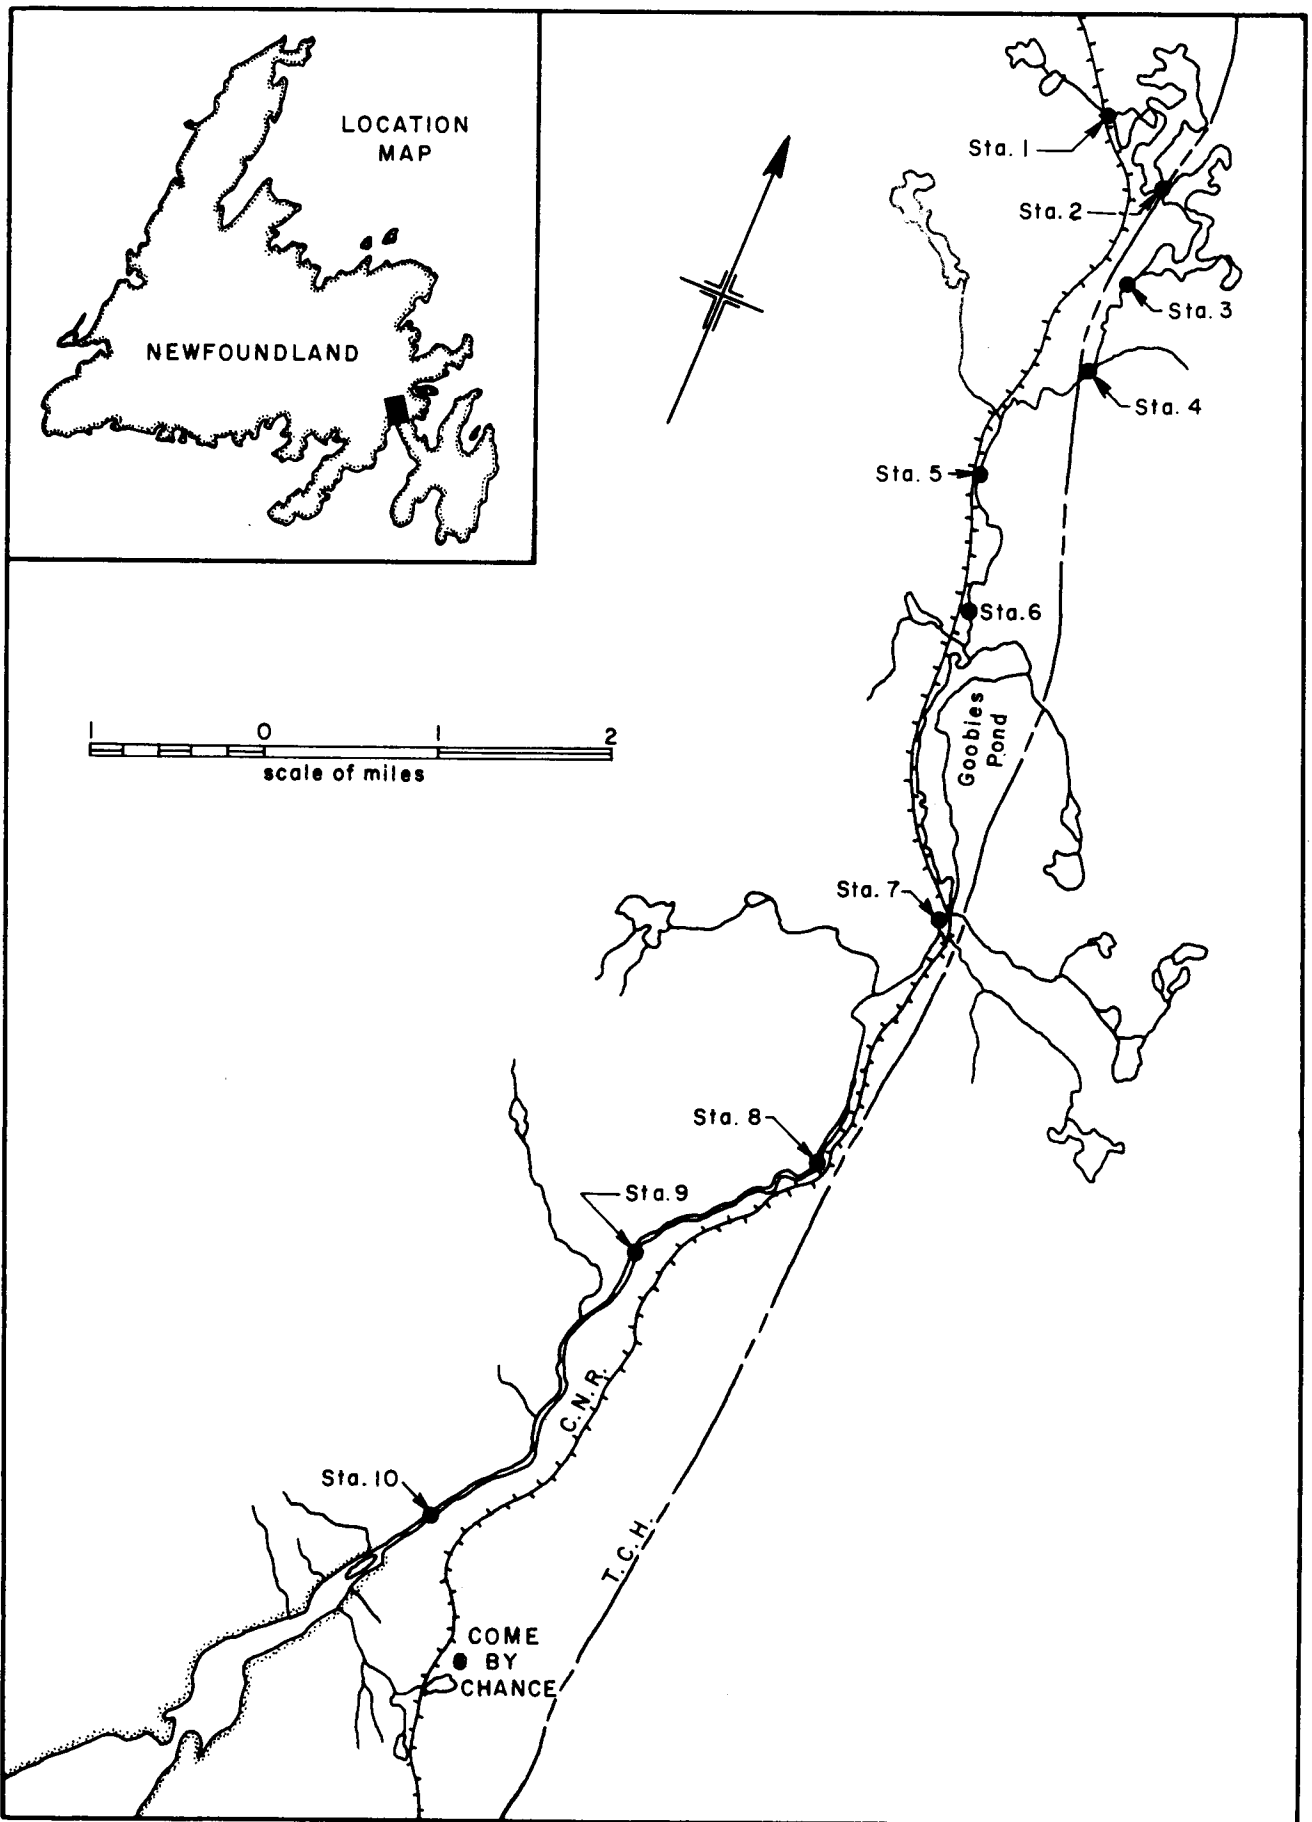 LOCATION
MAP
NEWFOUNDLAND
Sta. 1
Sta. 2
Sta. 3
Sta. 4
Sta. 5
Sta. 6
1 0 1 2
scale of miles
Goobies
Pond
Sta. 7
Sta. 8
Sta. 9
C. N. R.
Sta. 10
T. C. H.
COME
BY
CHANCE